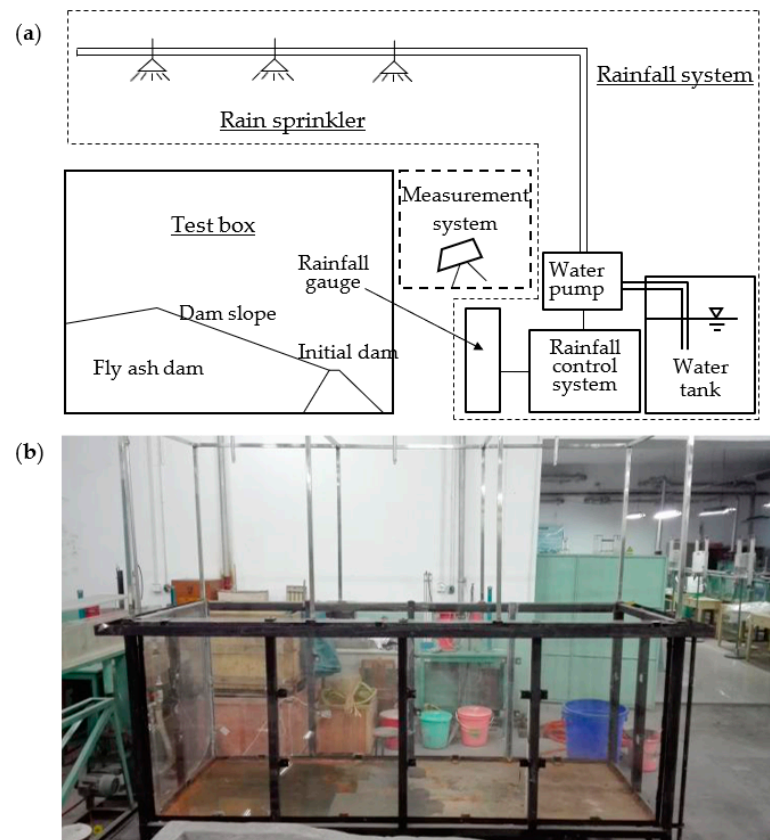 (a)
Rainfall system
Rain sprinkler
Measurement
system
Test box
Rainfall
gauge
Water
pump
Dam slope
Initial dam
Rainfall
control
system
Water
tank
Fly ash dam
(b)